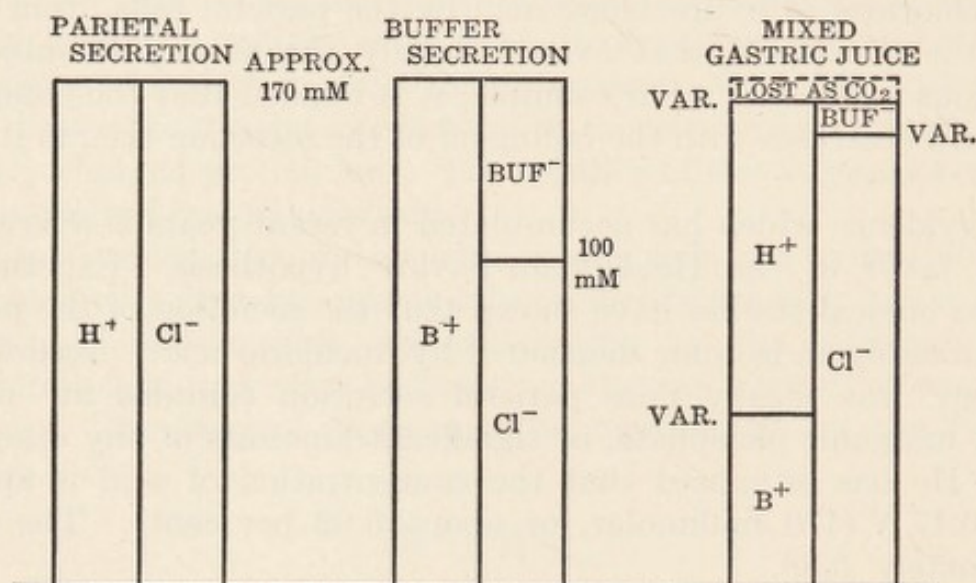 PARIETAL
SECRETION
APPROX.
170 mM
H⁺
Cl⁻
BUFFER
SECRETION
BUF⁻
100
mM
B⁺
Cl⁻
MIXED
GASTRIC JUICE
VAR.
LOST AS CO₂
BUF⁻
VAR.
H⁺
Cl⁻
VAR.
B⁺